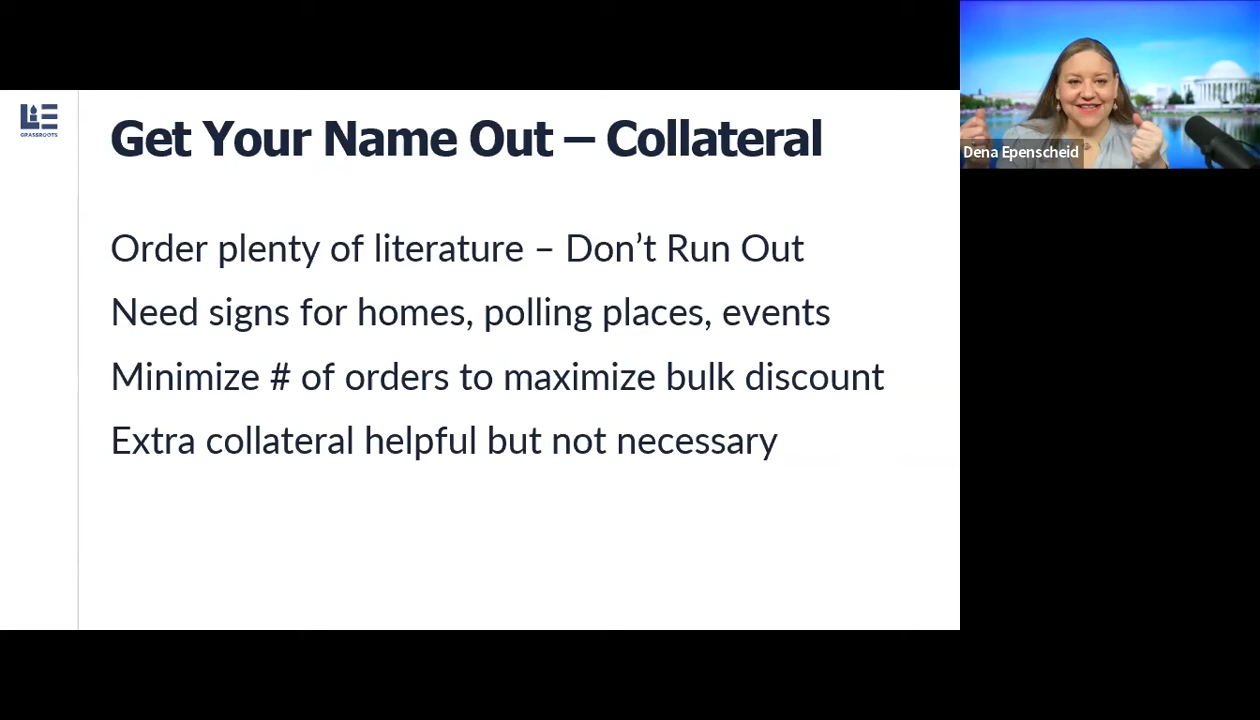 GRASSROOTS
Get Your Name Out – Collateral
Order plenty of literature – Don't Run Out
Need signs for homes, polling places, events
Minimize # of orders to maximize bulk discount
Extra collateral helpful but not necessary
Dena Epenscheid